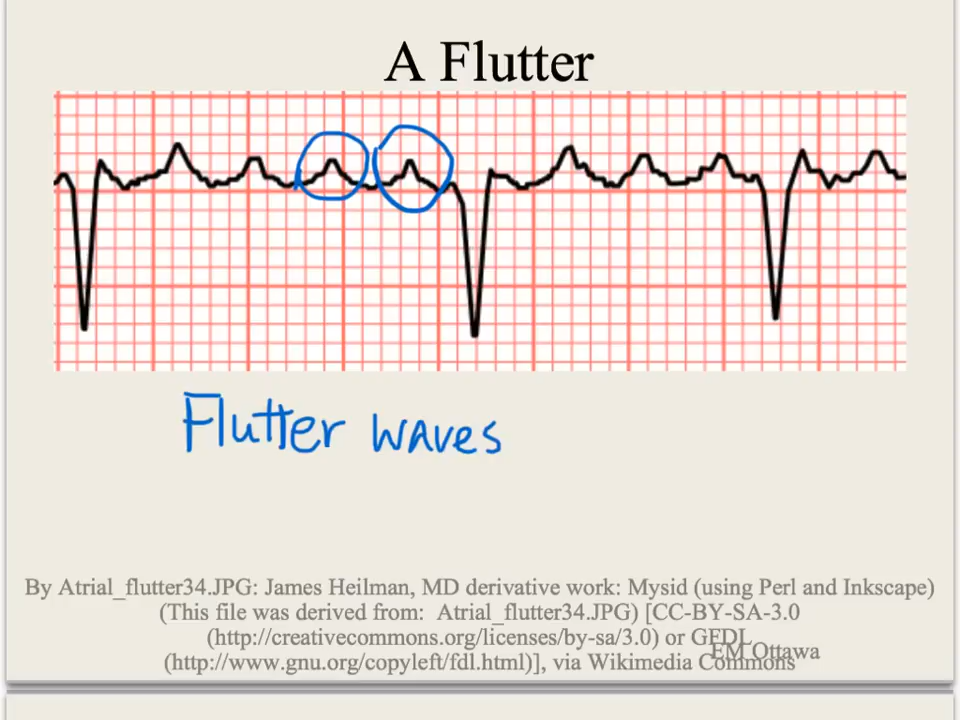 A Flutter
Flutter waves
By Atrial_flutter34.JPG: James Heilman, MD derivative work: Mysid (using Perl and Inkscape)
(This file was derived from: Atrial_flutter34.JPG) [CC-BY-SA-3.0
(http://creativecommons.org/licenses/by-sa/3.0) or GFDL
(http://www.gnu.org/copyleft/fdl.html)], via Wikimedia Commons
EM Ottawa